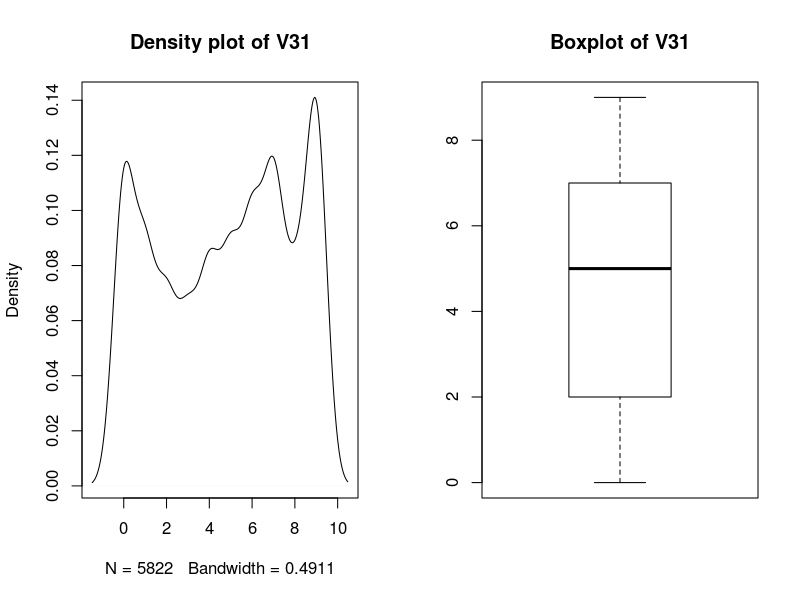 Density plot of V31
Density
0.00 0.02 0.04 0.06 0.08 0.10 0.12 0.14
0 2 4 6 8 10
N = 5822 Bandwidth = 0.4911
Boxplot of V31
0 2 4 6 8